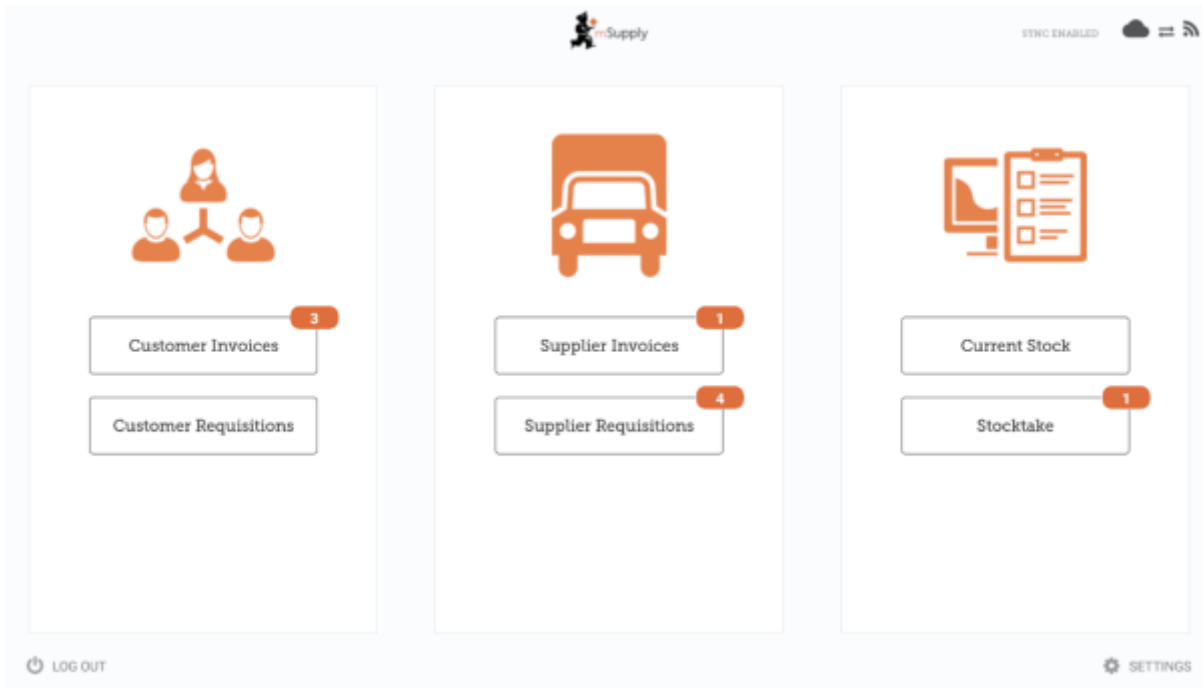 mSupply
SYNC ENABLED
3
Customer Invoices
Customer Requisitions
1
Supplier Invoices
4
Supplier Requisitions
Current Stock
1
Stocktake
LOG OUT
SETTINGS